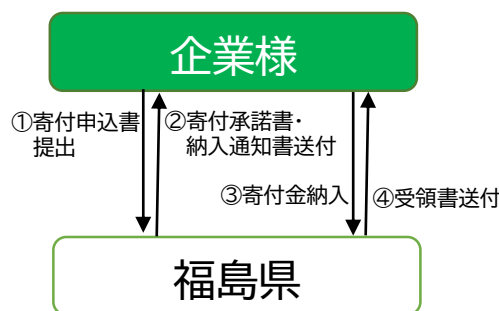 企業様
①寄付申込書
提出
②寄付承諾書・
納入通知書送付
③寄付金納入
④受領書送付
福島県